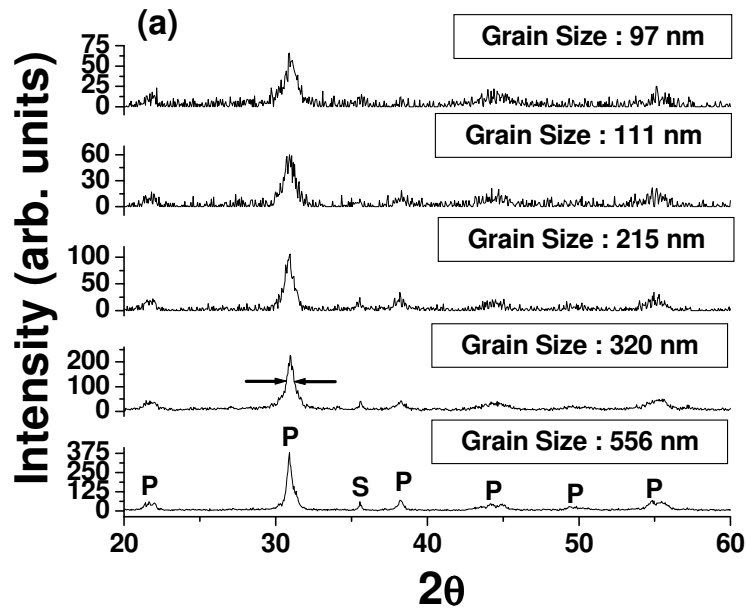 (a)
Intensity (arb. units)
Grain Size : 97 nm
75
50
25
0
Grain Size : 111 nm
60
30
0
Grain Size : 215 nm
100
50
0
Grain Size : 320 nm
200
100
0
Grain Size : 556 nm
375
250
125
0
P P S P P P P
20 30 40 50 60
2θ